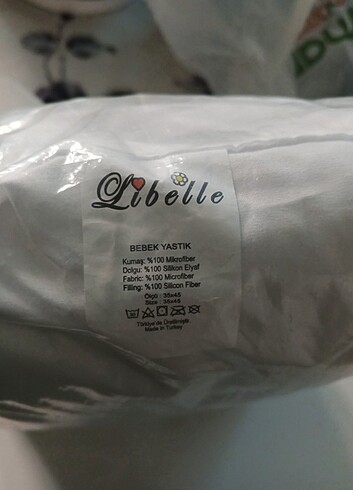 Libelle
BEBEK YASTIK
Kumaş: %100 Mikrofiber
Dolgu: %100 Silikon Elyaf
Fabric: %100 Microfiber
Filling: %100 Silicon Fiber
Ölçü : 35x45
Size : 35x45
Türkiye'de Üretilmiştir.
Made in Turkey